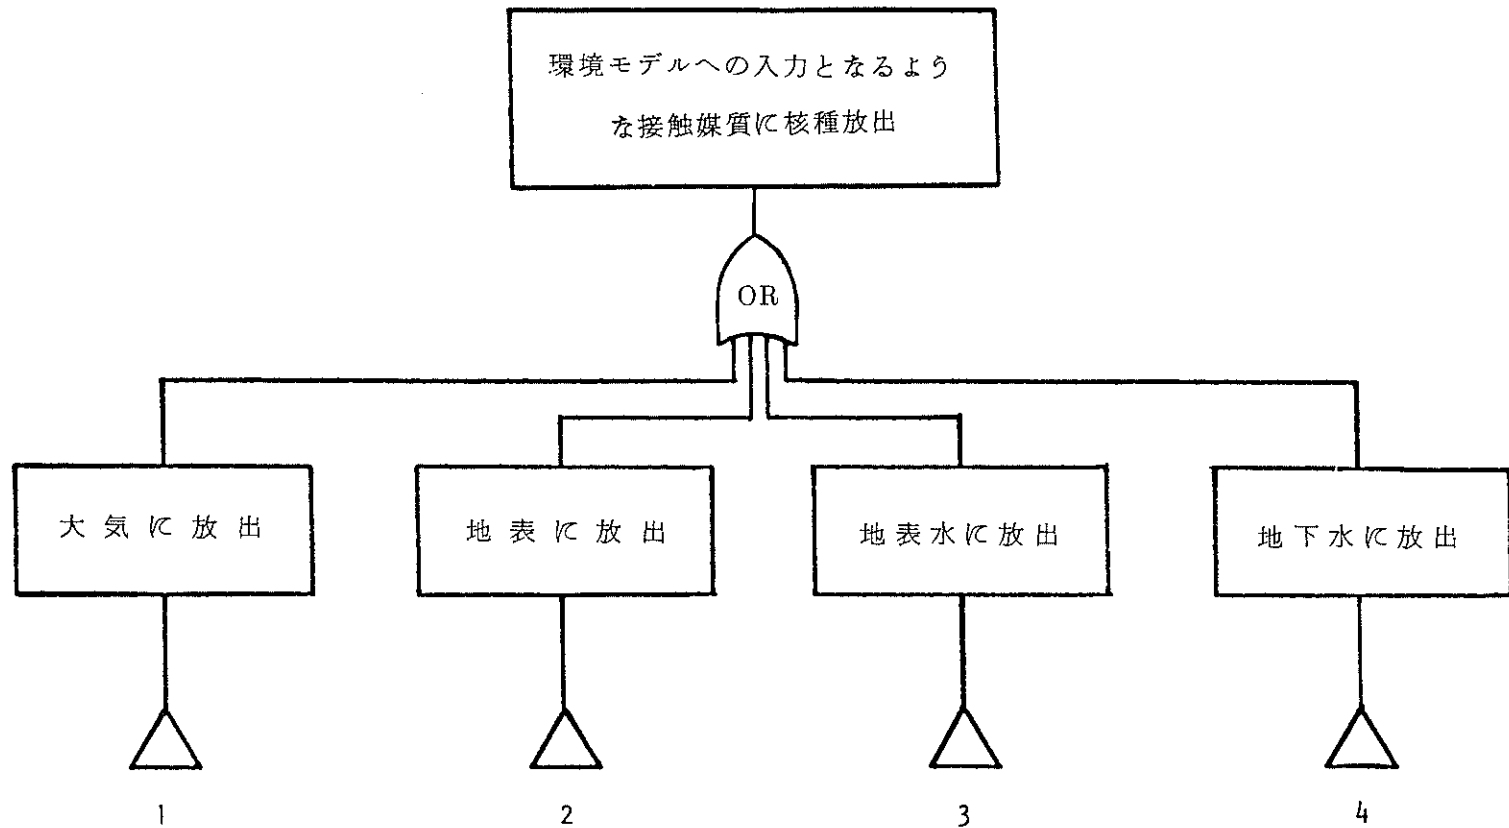 環境モデルへの入力となるよう
な接触媒質に核種放出
OR
大気に放出
地表に放出
地表水に放出
地下水に放出
1
2
3
4